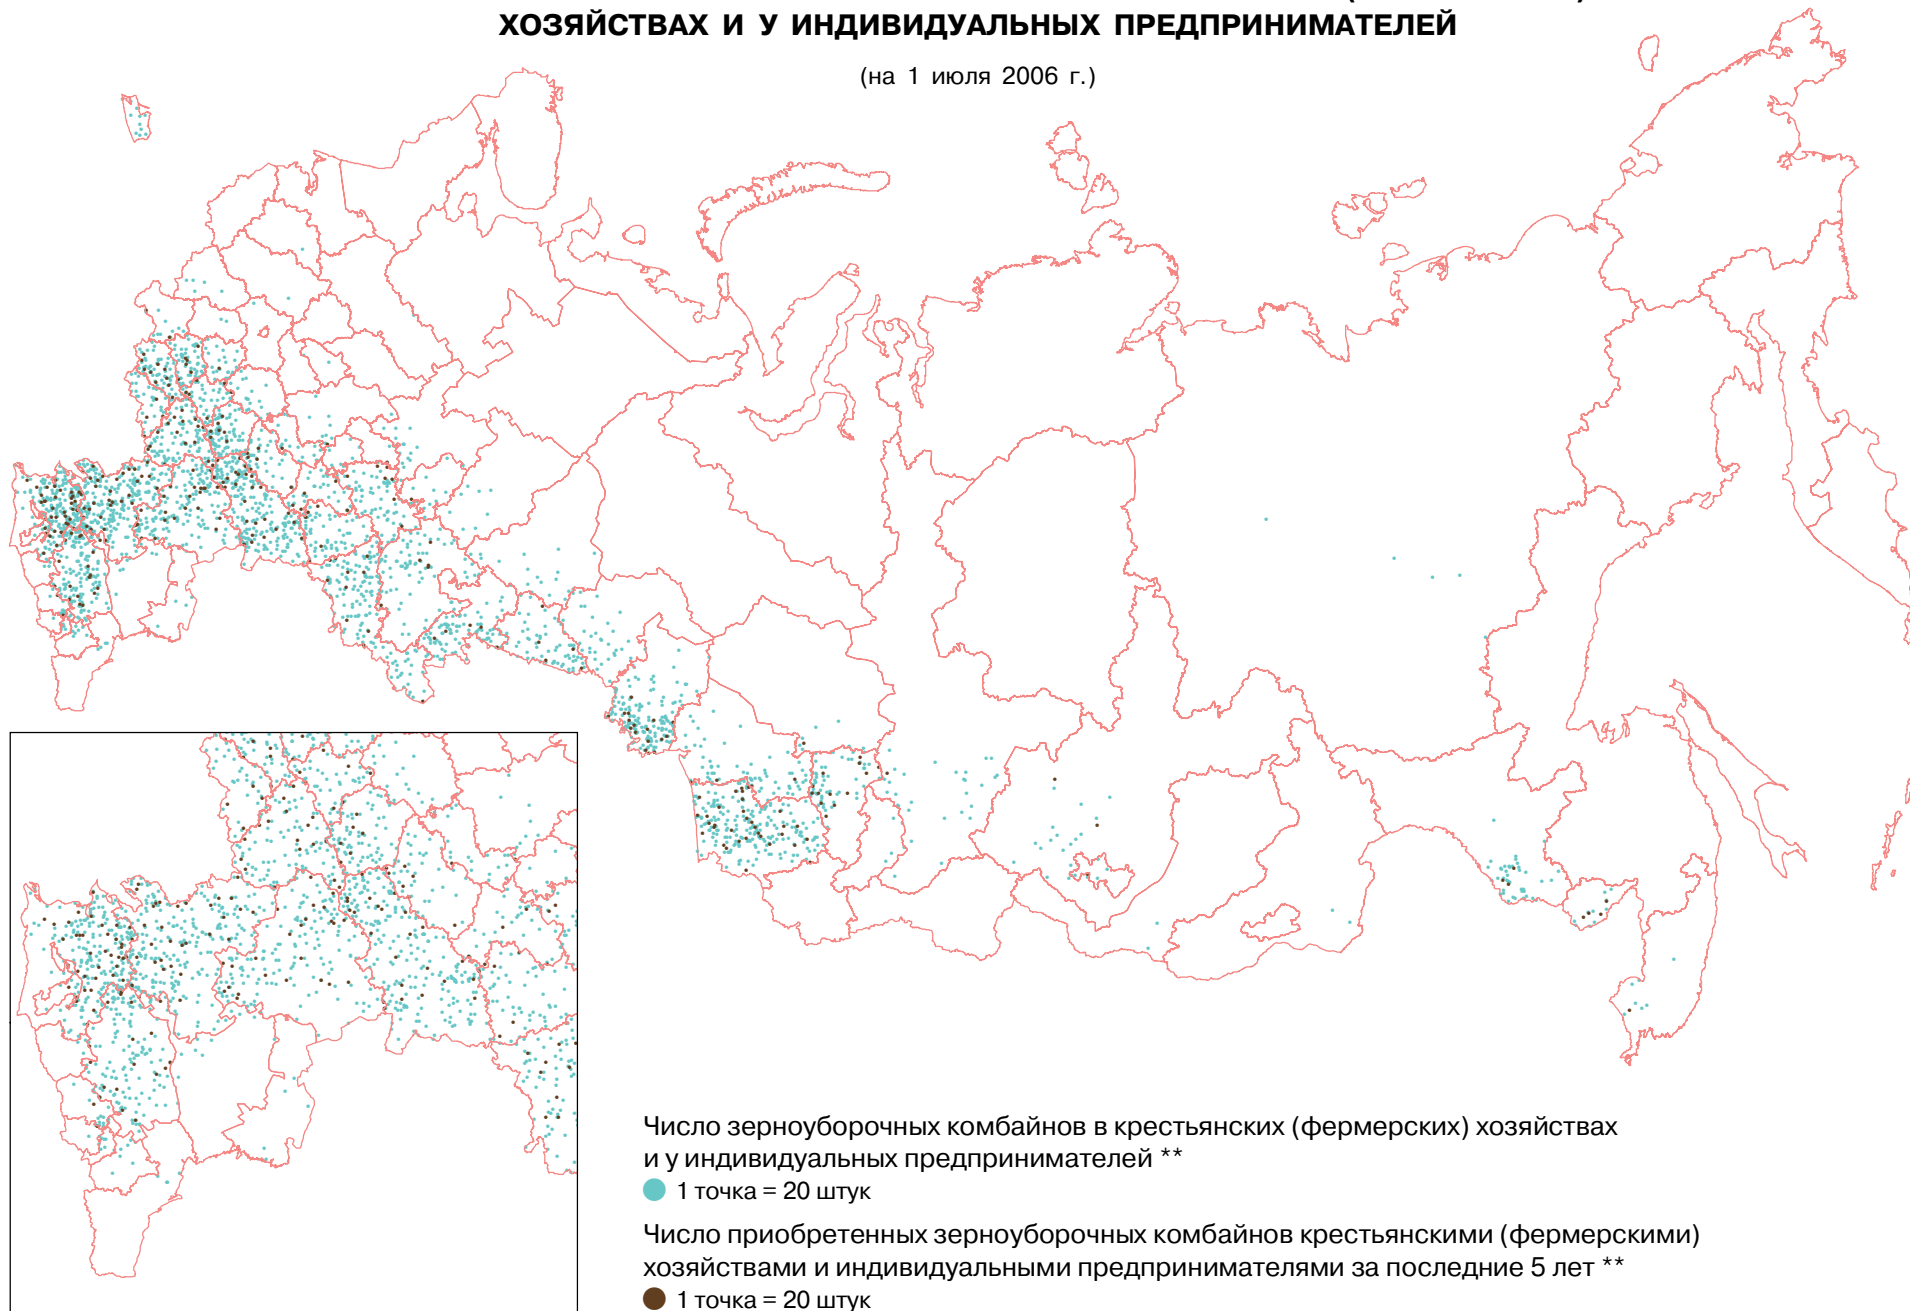 ХОЗЯЙСТВАХ И У ИНДИВИДУАЛЬНЫХ ПРЕДПРИНИМАТЕЛЕЙ
(на 1 июля 2006 г.)
Число зерноуборочных комбайнов в крестьянских (фермерских) хозяйствах
и у индивидуальных предпринимателей **
1 точка = 20 штук
Число приобретенных зерноуборочных комбайнов крестьянскими (фермерскими)
хозяйствами и индивидуальными предпринимателями за последние 5 лет **
1 точка = 20 штук